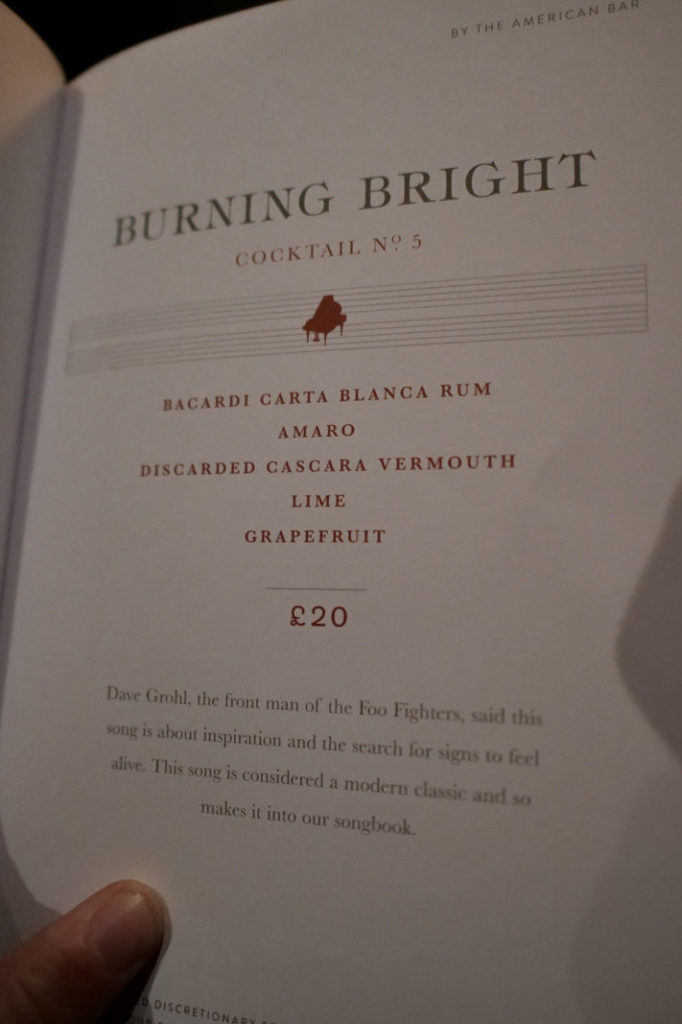 BY THE AMERICAN BAR
BURNING BRIGHT
COCKTAIL Nº 5
BACARDI CARTA BLANCA RUM
AMARO
DISCARDED CASCARA VERMOUTH
LIME
GRAPEFRUIT
£20
Dave Grohl, the front man of the Foo Fighters, said this
song is about inspiration and the search for signs to feel
alive. This song is considered a modern classic and so
makes it into our songbook.
DISCRETIONARY